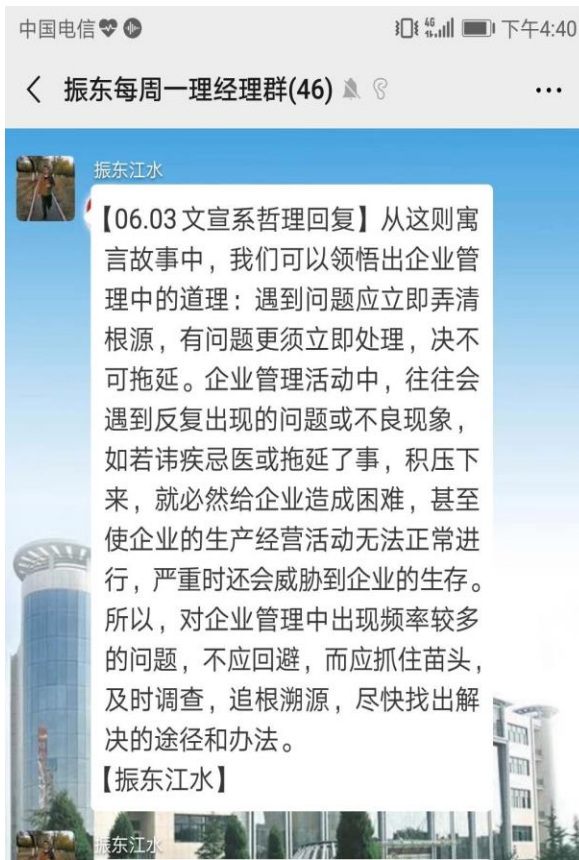 中国电信
4G
下午4:40
振东每周一理经理群(46)
振东江水
【06.03文宣系哲理回复】从这则寓
言故事中，我们可以领悟出企业管
理中的道理：遇到问题应立即弄清
根源，有问题更须立即处理，决不
可拖延。企业管理活动中，往往会
遇到反复出现的问题或不良现象，
如若讳疾忌医或拖延了事，积压下
来，就必然给企业造成困难，甚至
使企业的生产经营活动无法正常进
行，严重时还会威胁到企业的生存。
所以，对企业管理中出现频率较多
的问题，不应回避，而应抓住苗头，
及时调查，追根溯源，尽快找出解
决的途径和办法。
【振东江水】
振东江水